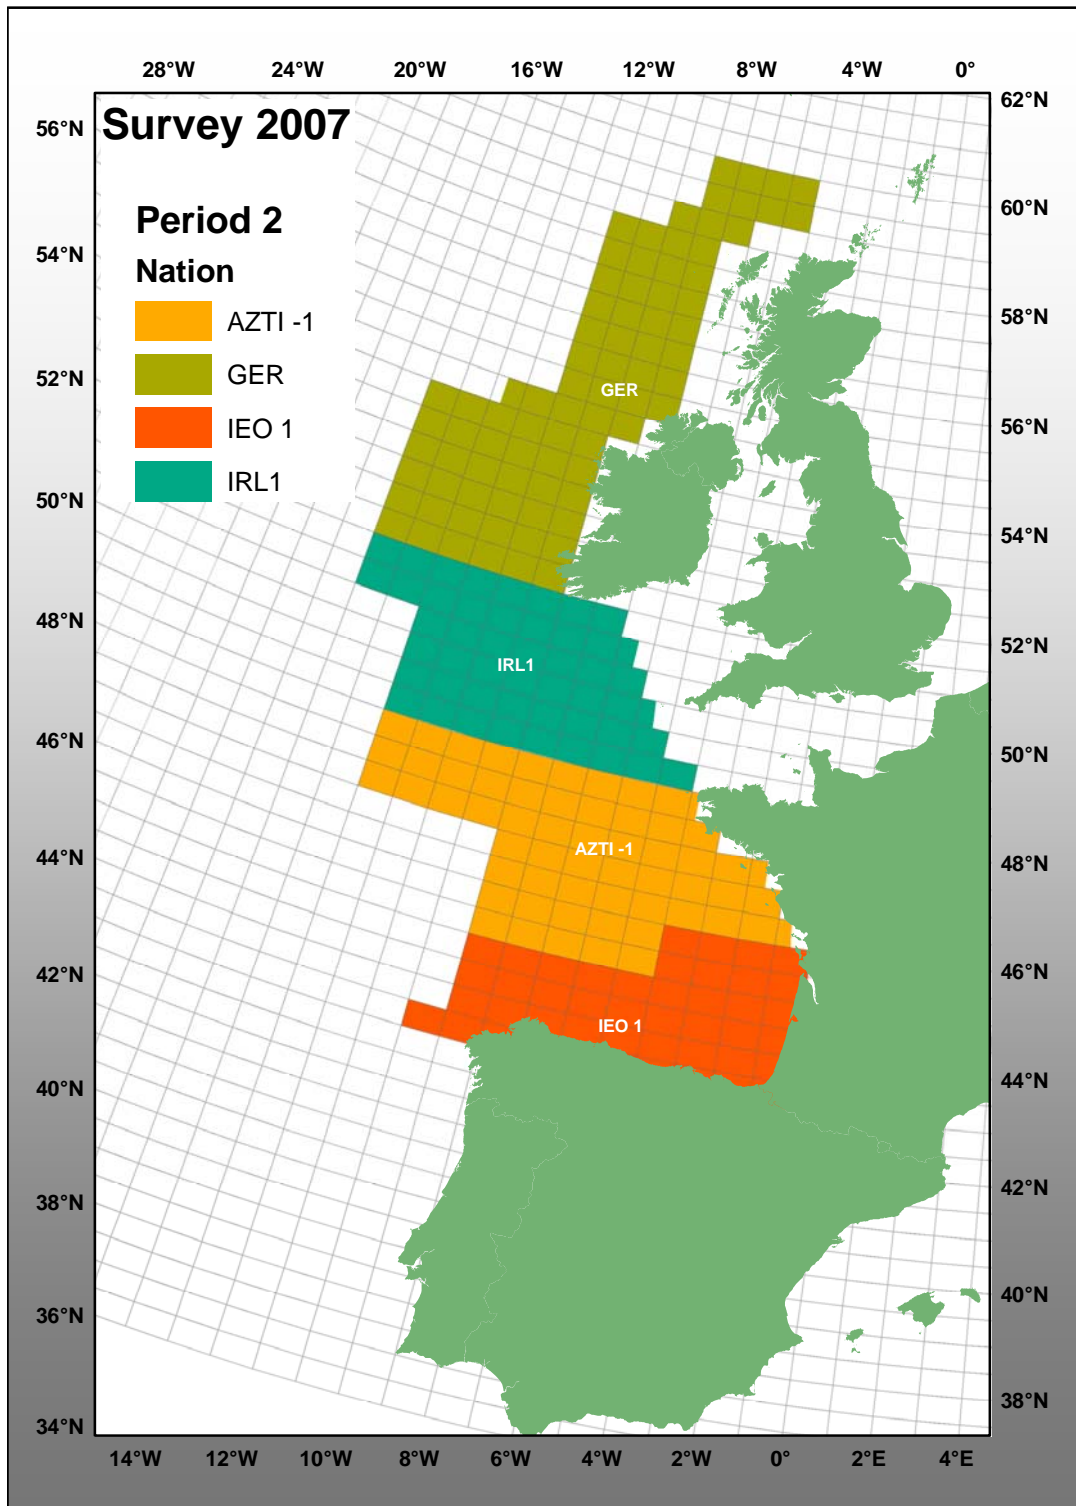 28°W 24°W 20°W 16°W 12°W 8°W 4°W 0°
Survey 2007
Period 2
Nation
AZTI -1
GER
IEO 1
IRL1
56°N
54°N
52°N
50°N
48°N
46°N
44°N
42°N
40°N
38°N
36°N
34°N
GER
IRL1
AZTI -1
IEO 1
62°N
60°N
58°N
56°N
54°N
52°N
50°N
48°N
46°N
44°N
42°N
40°N
38°N
14°W 12°W 10°W 8°W 6°W 4°W 2°W 0° 2°E 4°E